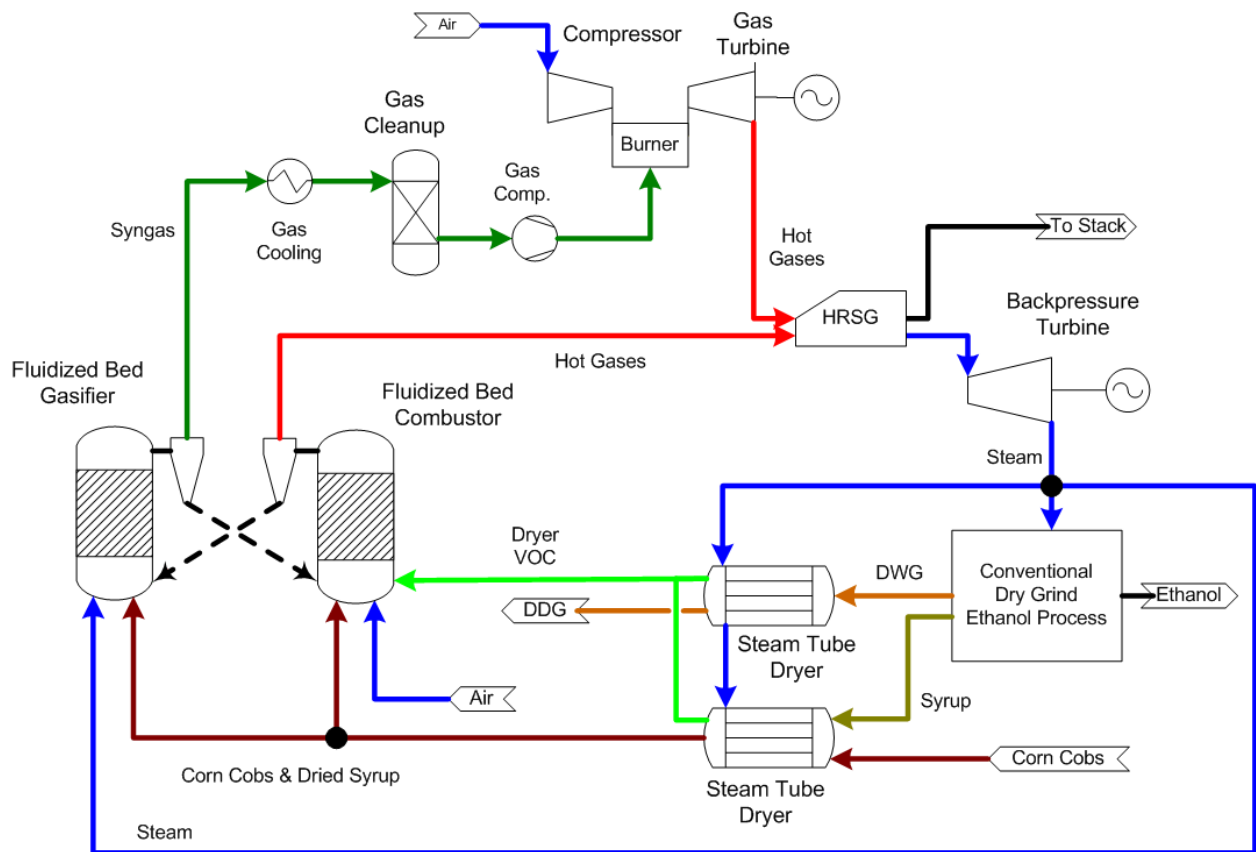 Air
Compressor
Gas
Turbine
Gas
Cleanup
Burner
Gas
Comp.
Syngas
Gas
Cooling
Hot
Gases
To Stack
HRSG
Backpressure
Turbine
Hot Gases
Fluidized Bed
Gasifier
Fluidized Bed
Combustor
Steam
Dryer
VOC
DWG
Conventional
Dry Grind
Ethanol Process
Ethanol
DDG
Steam Tube
Dryer
Air
Syrup
Corn Cobs
Corn Cobs & Dried Syrup
Steam Tube
Dryer
Steam